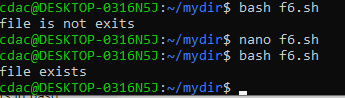 cdac@DESKTOP-0316N5J:~/mydir$ bash f6.sh
file is not exits
cdac@DESKTOP-0316N5J:~/mydir$ nano f6.sh
cdac@DESKTOP-0316N5J:~/mydir$ bash f6.sh
file exists
cdac@DESKTOP-0316N5J:~/mydir$